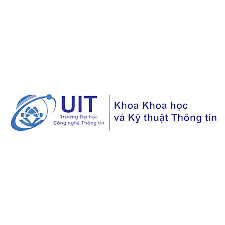 UIT
Trường Đại học
Công nghệ Thông tin
Khoa Khoa học
và Kỹ thuật Thông tin